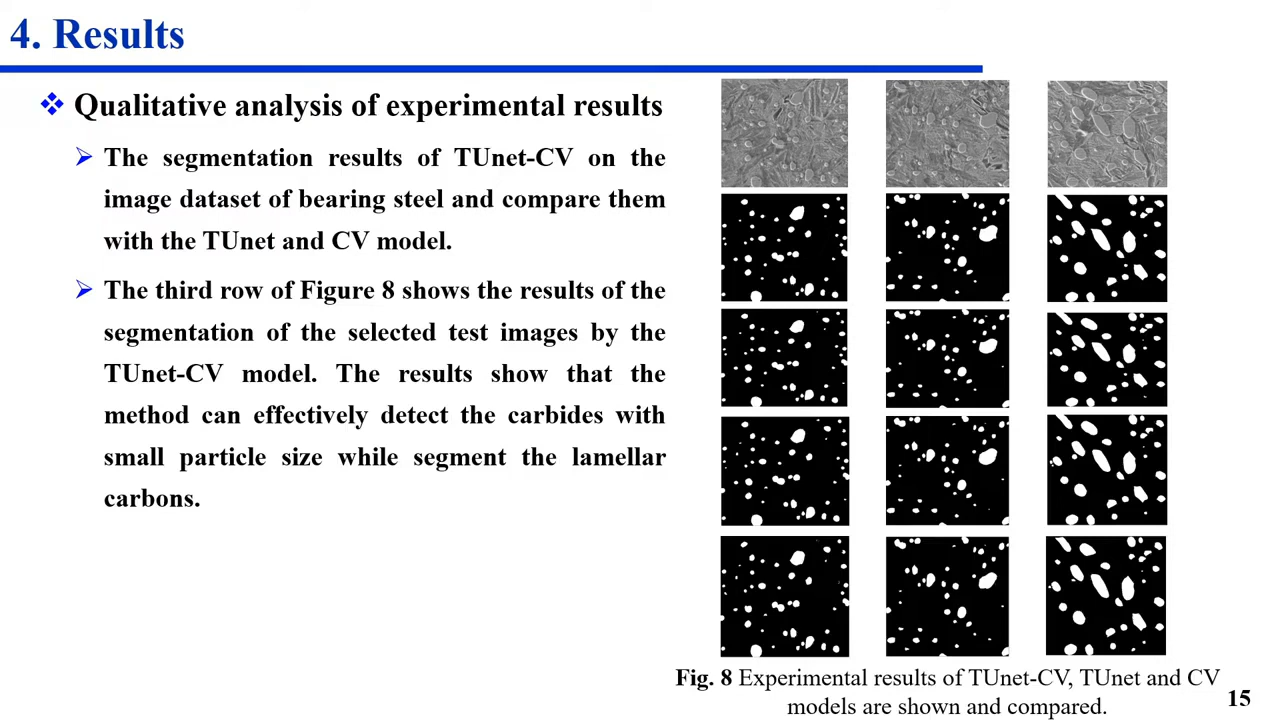 4. Results
Qualitative analysis of experimental results
The segmentation results of TUnet-CV on the
image dataset of bearing steel and compare them
with the TUnet and CV model.
The third row of Figure 8 shows the results of the
segmentation of the selected test images by the
TUnet-CV model. The results show that the
method can effectively detect the carbides with
small particle size while segment the lamellar
carbons.
Fig. 8 Experimental results of TUnet-CV, TUnet and CV
models are shown and compared.
15